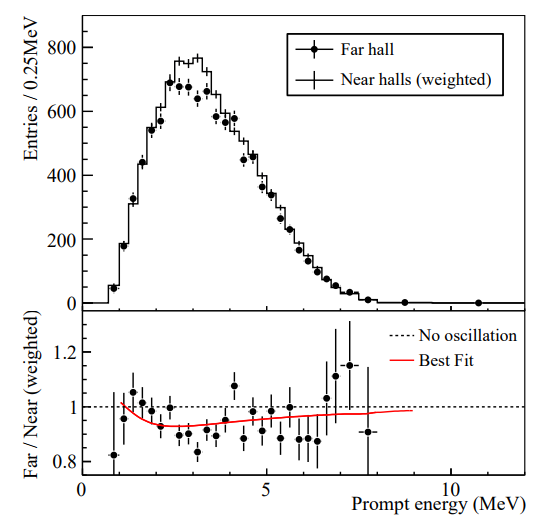 Entries / 0.25MeV
800
600
400
200
0
Far hall
Near halls (weighted)
Far / Near (weighted)
1.2
1
0.8
No oscillation
Best Fit
0
5
10
Prompt energy (MeV)